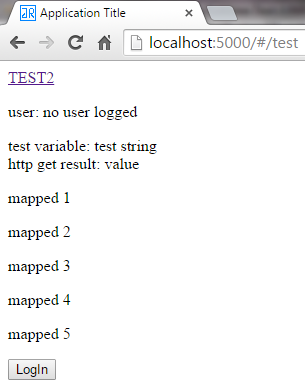 Application Title
localhost:5000/#/test
TEST2
user: no user logged
test variable: test string
http get result: value
mapped 1
mapped 2
mapped 3
mapped 4
mapped 5
LogIn